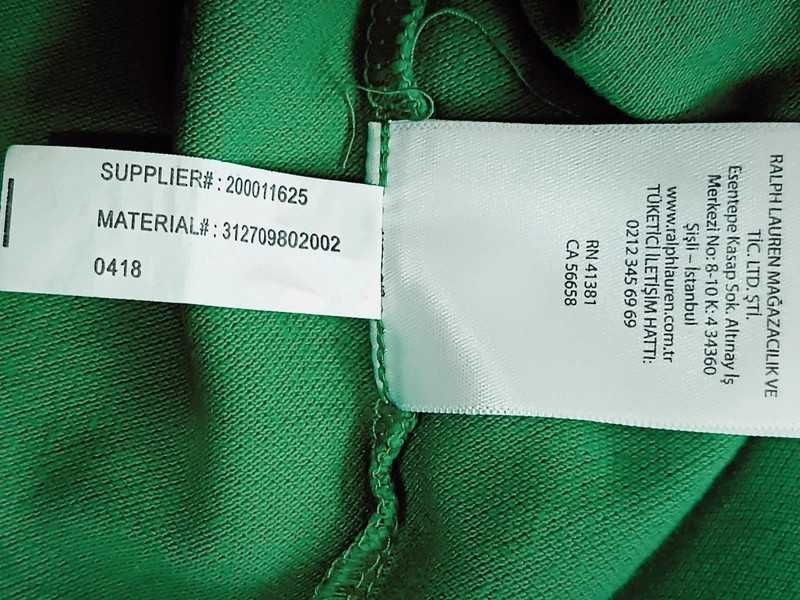 SUPPLIER# : 200011625
MATERIAL# : 312709802002
0418
RALPH LAUREN MAĞAZACILIK VE
TİC. LTD. ŞTİ.
Esentepe Kasap Sok. Altınay İş
Merkezi No: 8-10 K: 4 34360
Şişli – İstanbul
www.ralphlauren.com.tr
TÜKETİCİ İLETİŞİM HATTI:
0212 345 69 69
RN 41381
CA 56658